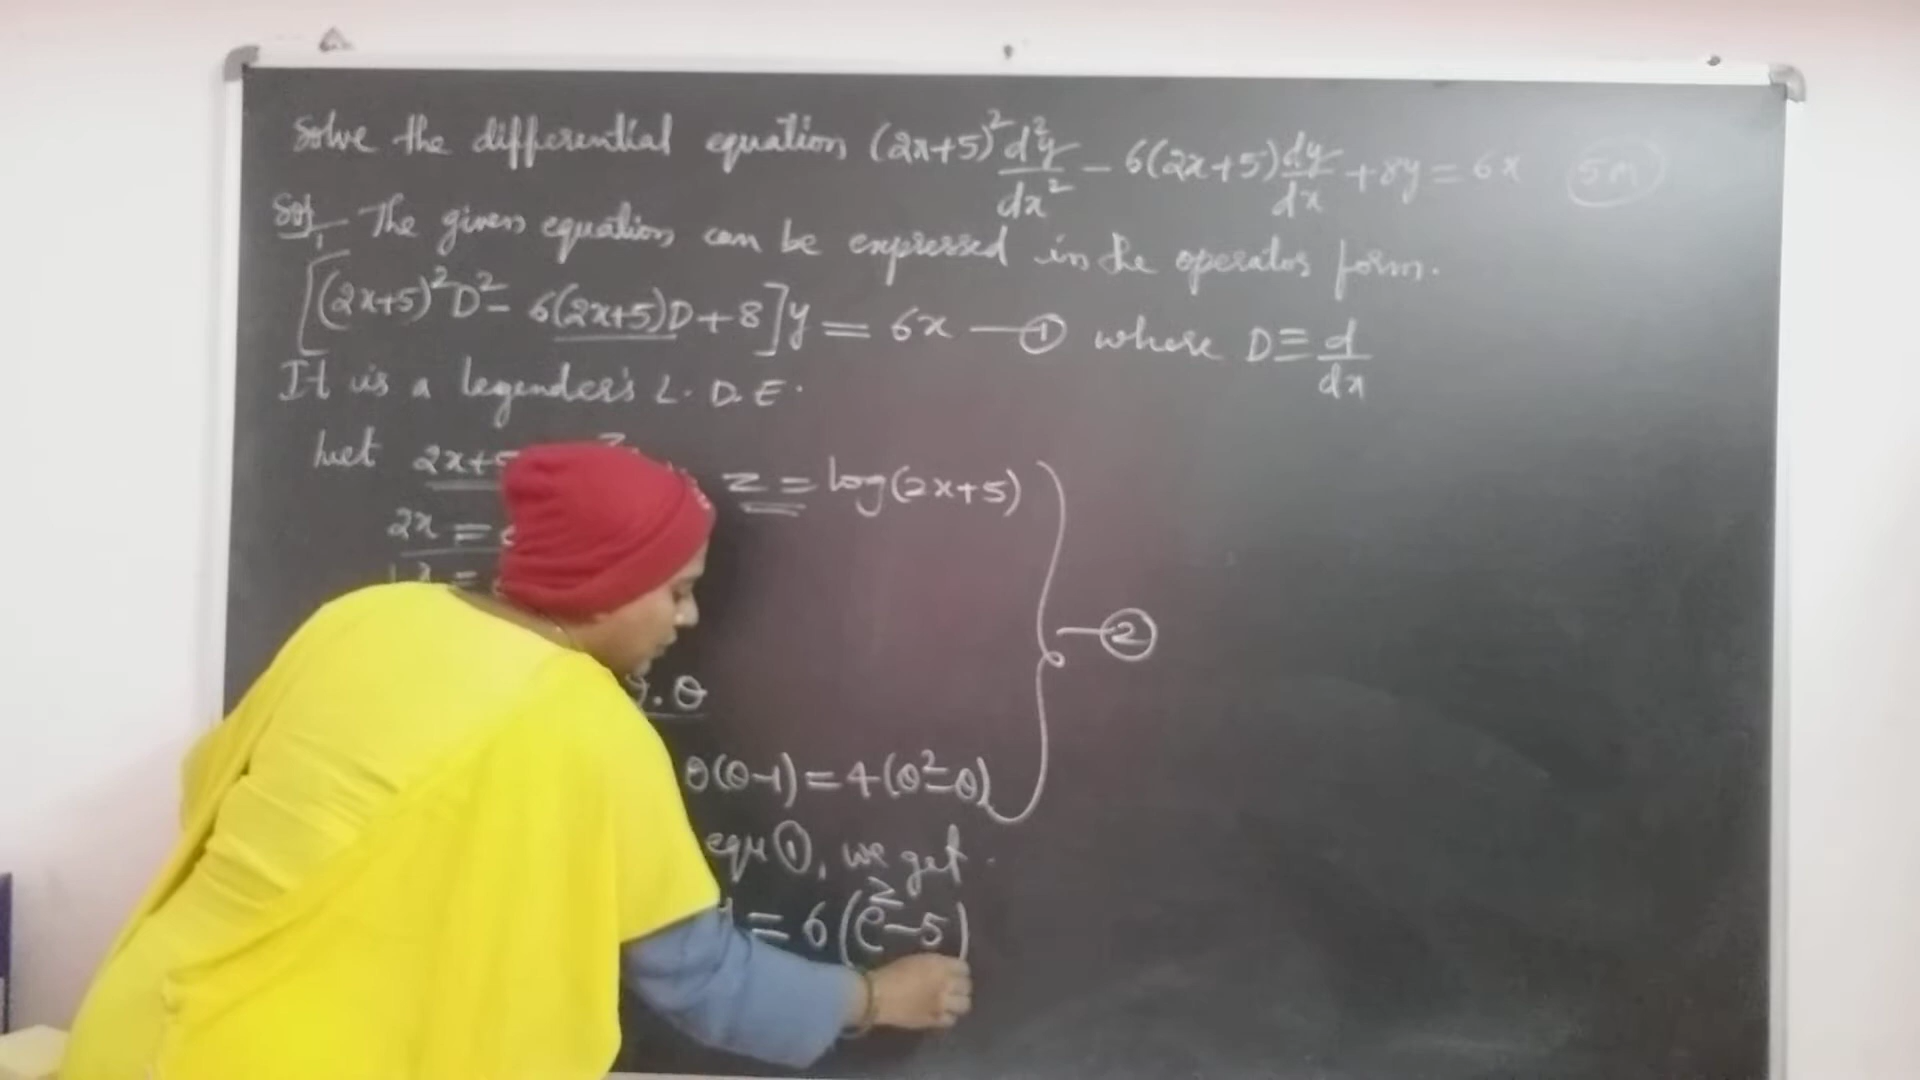 Solve the differential equation (2x+5)² d²y/dx² - 6(2x+5) dy/dx + 8y = 6x (5m)
Sol The given equation can be expressed in the operator form.
[(2x+5)²D² - 6(2x+5)D + 8]y = 6x — ① where D ≡ d/dx
It is a legender's L. D. E.
Let 2x+5 z = log(2x+5)
2x =
— ②
. θ
θ(θ-1) = 4(θ²-θ)
equ ①, we get.
= 6(e^z-5)